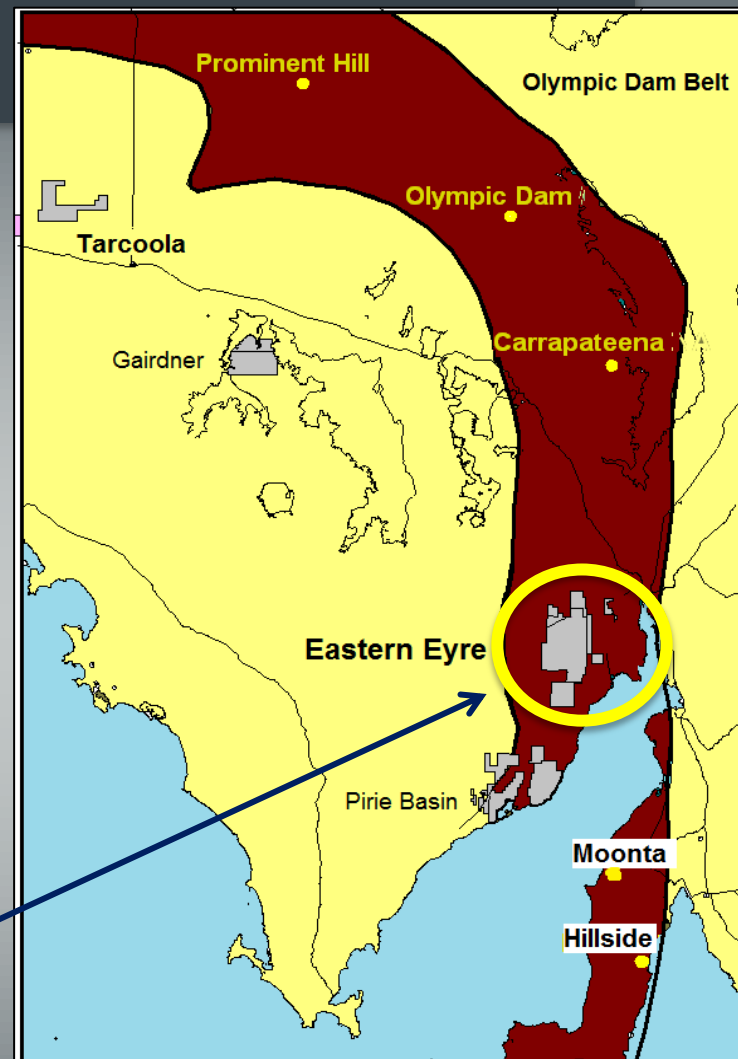 Prominent Hill
Olympic Dam Belt
Olympic Dam
Tarcoola
Carrapateena
Gairdner
Eastern Eyre
Pirie Basin
Moonta
Hillside